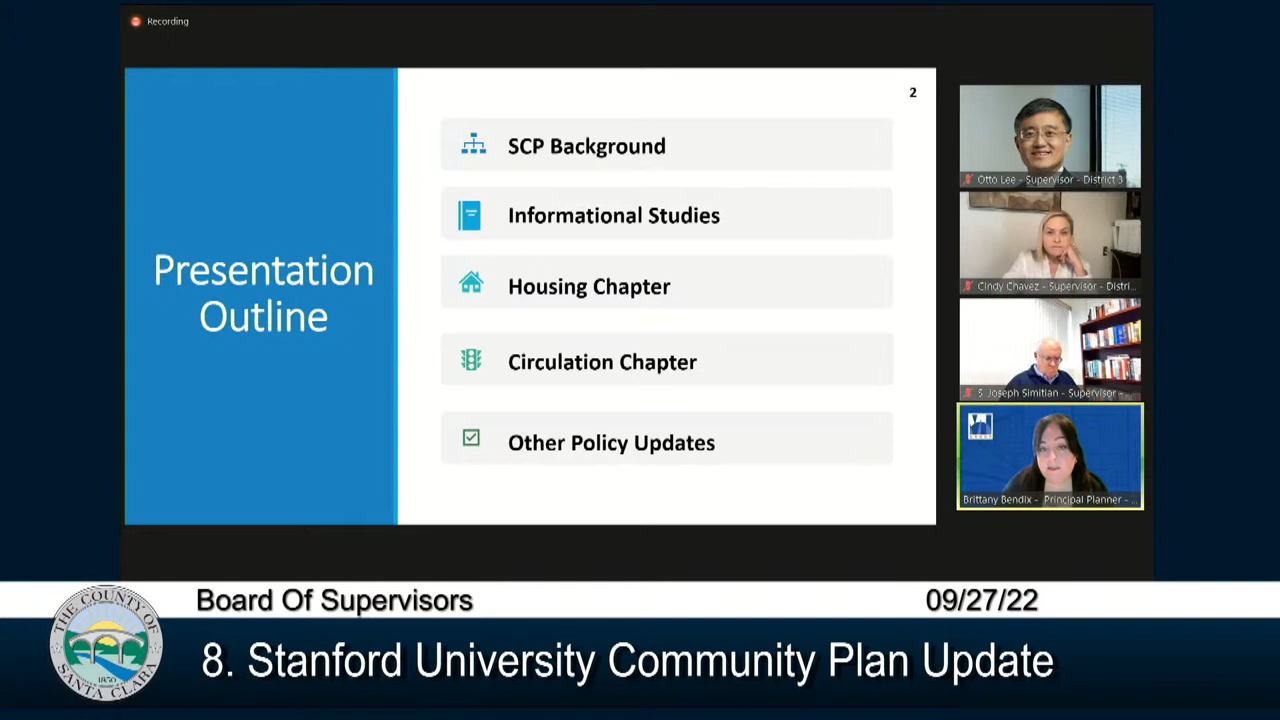 Recording
2
Presentation
Outline
SCP Background
Informational Studies
Housing Chapter
Circulation Chapter
Other Policy Updates
Otto Lee - Supervisor - District 3
Cindy Chavez - Supervisor - Distri...
S. Joseph Simitian - Supervisor - ...
Brittany Bendix - Principal Planner - ...
Board Of Supervisors
09/27/22
8. Stanford University Community Plan Update
THE COUNTY OF
SANTA CLARA
1850